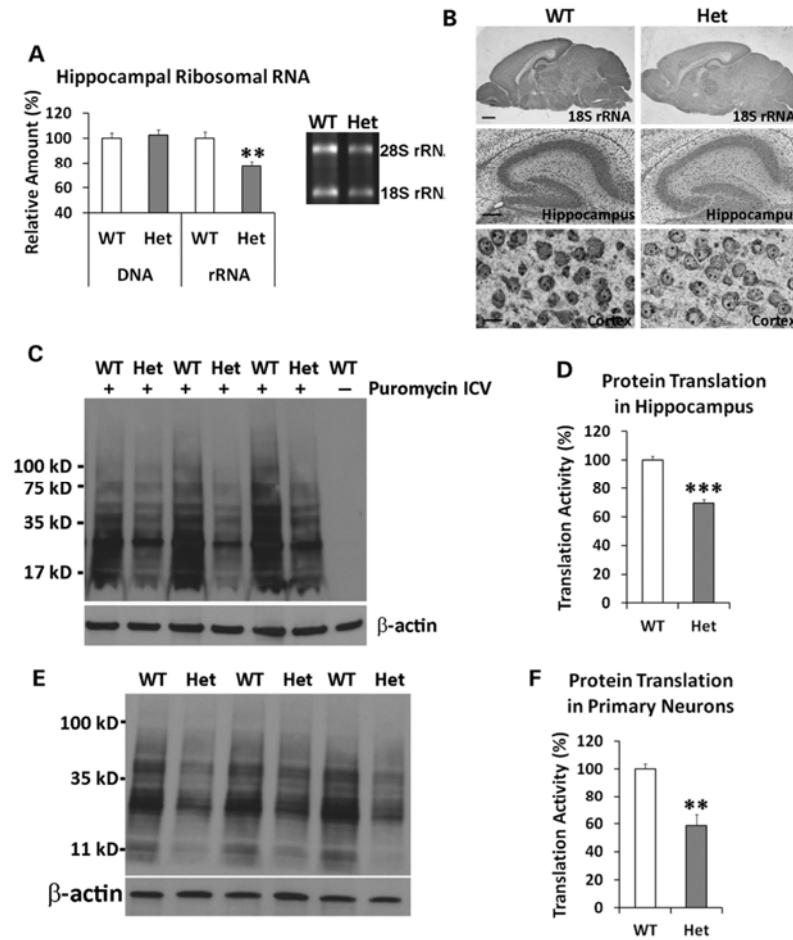 A
Hippocampal Ribosomal RNA
Relative Amount (%)
120
100
80
60
40
**
WT Het WT Het
DNA rRNA
WT Het
28S rRN.
18S rRN.
B
WT Het
18S rRNA 18S rRNA
Hippocampus Hippocampus
Cortex Cortex
C
WT Het WT Het WT Het WT
+ + + + + + – Puromycin ICV
100 kD
75 kD
35 kD
17 kD
β-actin
D
Protein Translation
in Hippocampus
Translation Activity (%)
120
100
80
60
40
20
0
***
WT Het
E
WT Het WT Het WT Het
100 kD
35 kD
11 kD
β-actin
F
Protein Translation
in Primary Neurons
Translation Activity (%)
120
100
80
60
40
20
0
**
WT Het